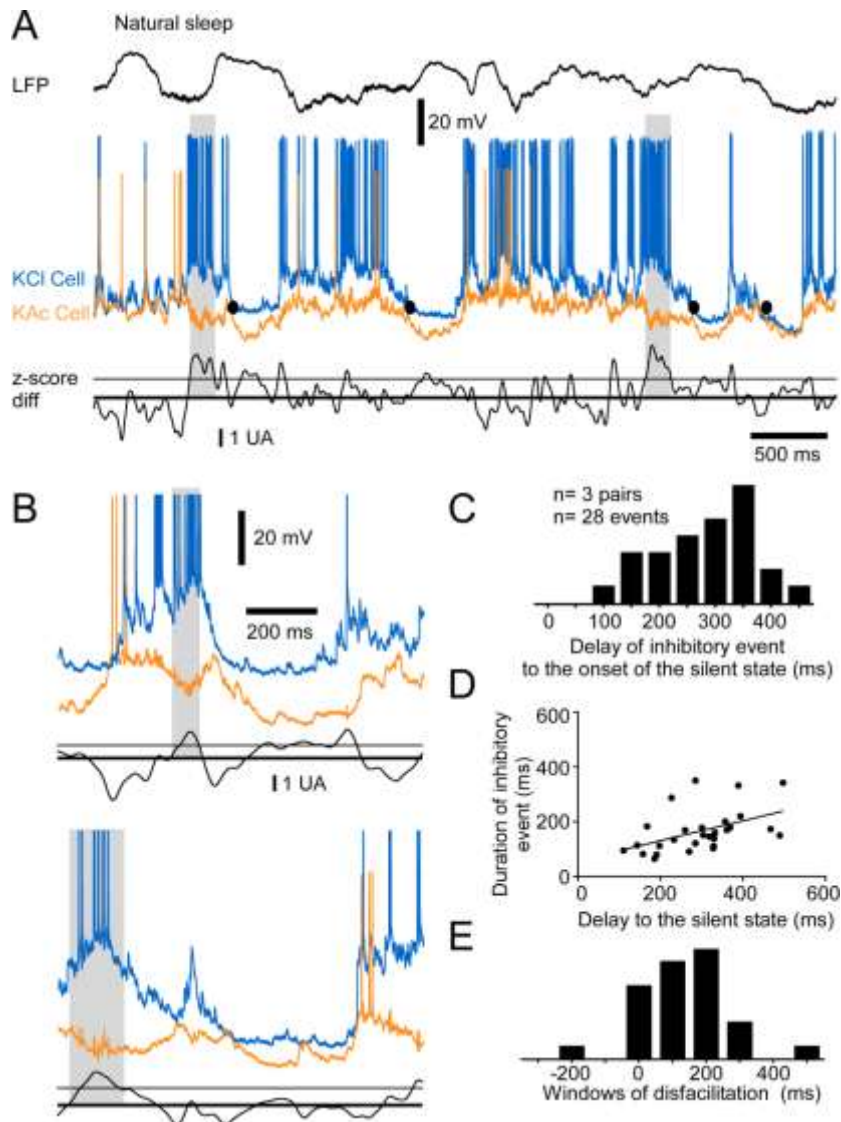 A
Natural sleep
LFP
20 mV
KCl Cell
KAc Cell
z-score
diff
1 UA
500 ms
B
20 mV
200 ms
1 UA
C
n= 3 pairs
n= 28 events
0 100 200 300 400
Delay of inhibitory event
to the onset of the silent state (ms)
D
600
400
200
0
0 200 400 600
Duration of inhibitory
event (ms)
Delay to the silent state (ms)
E
-200 0 200 400
Windows of disfacilitation (ms)